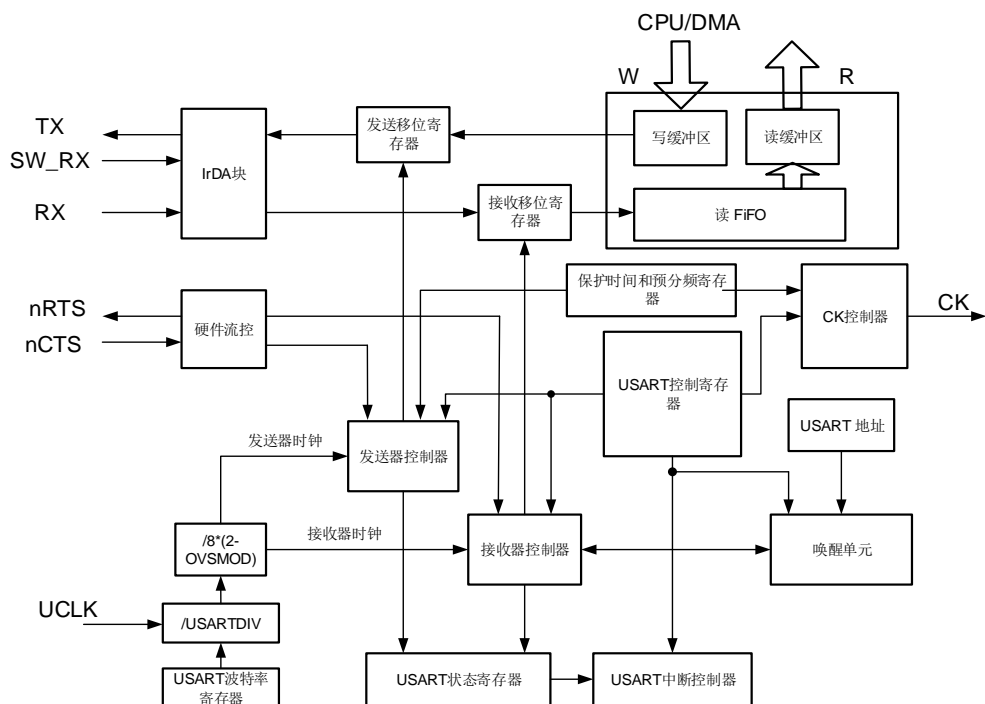 CPU/DMA
W
R
TX
SW_RX
RX
IrDA块
发送移位寄
存器
写缓冲区
读缓冲区
接收移位寄
存器
读 FiFO
nRTS
nCTS
硬件流控
保护时间和预分频寄存
器
CK控制器
CK
USART控制寄存
器
USART 地址
发送器时钟
发送器控制器
/8*(2-
OVSMOD)
接收器时钟
接收器控制器
唤醒单元
UCLK
/USARTDIV
USART波特率
寄存器
USART状态寄存器
USART中断控制器